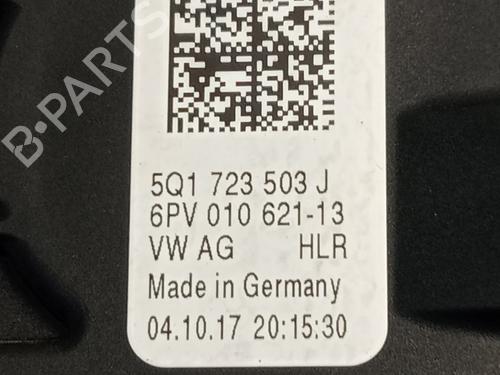 B-PARTS
5Q1 723 503 J
6PV 010 621-13
VW AG HLR
Made in Germany
04.10.17 20:15:30